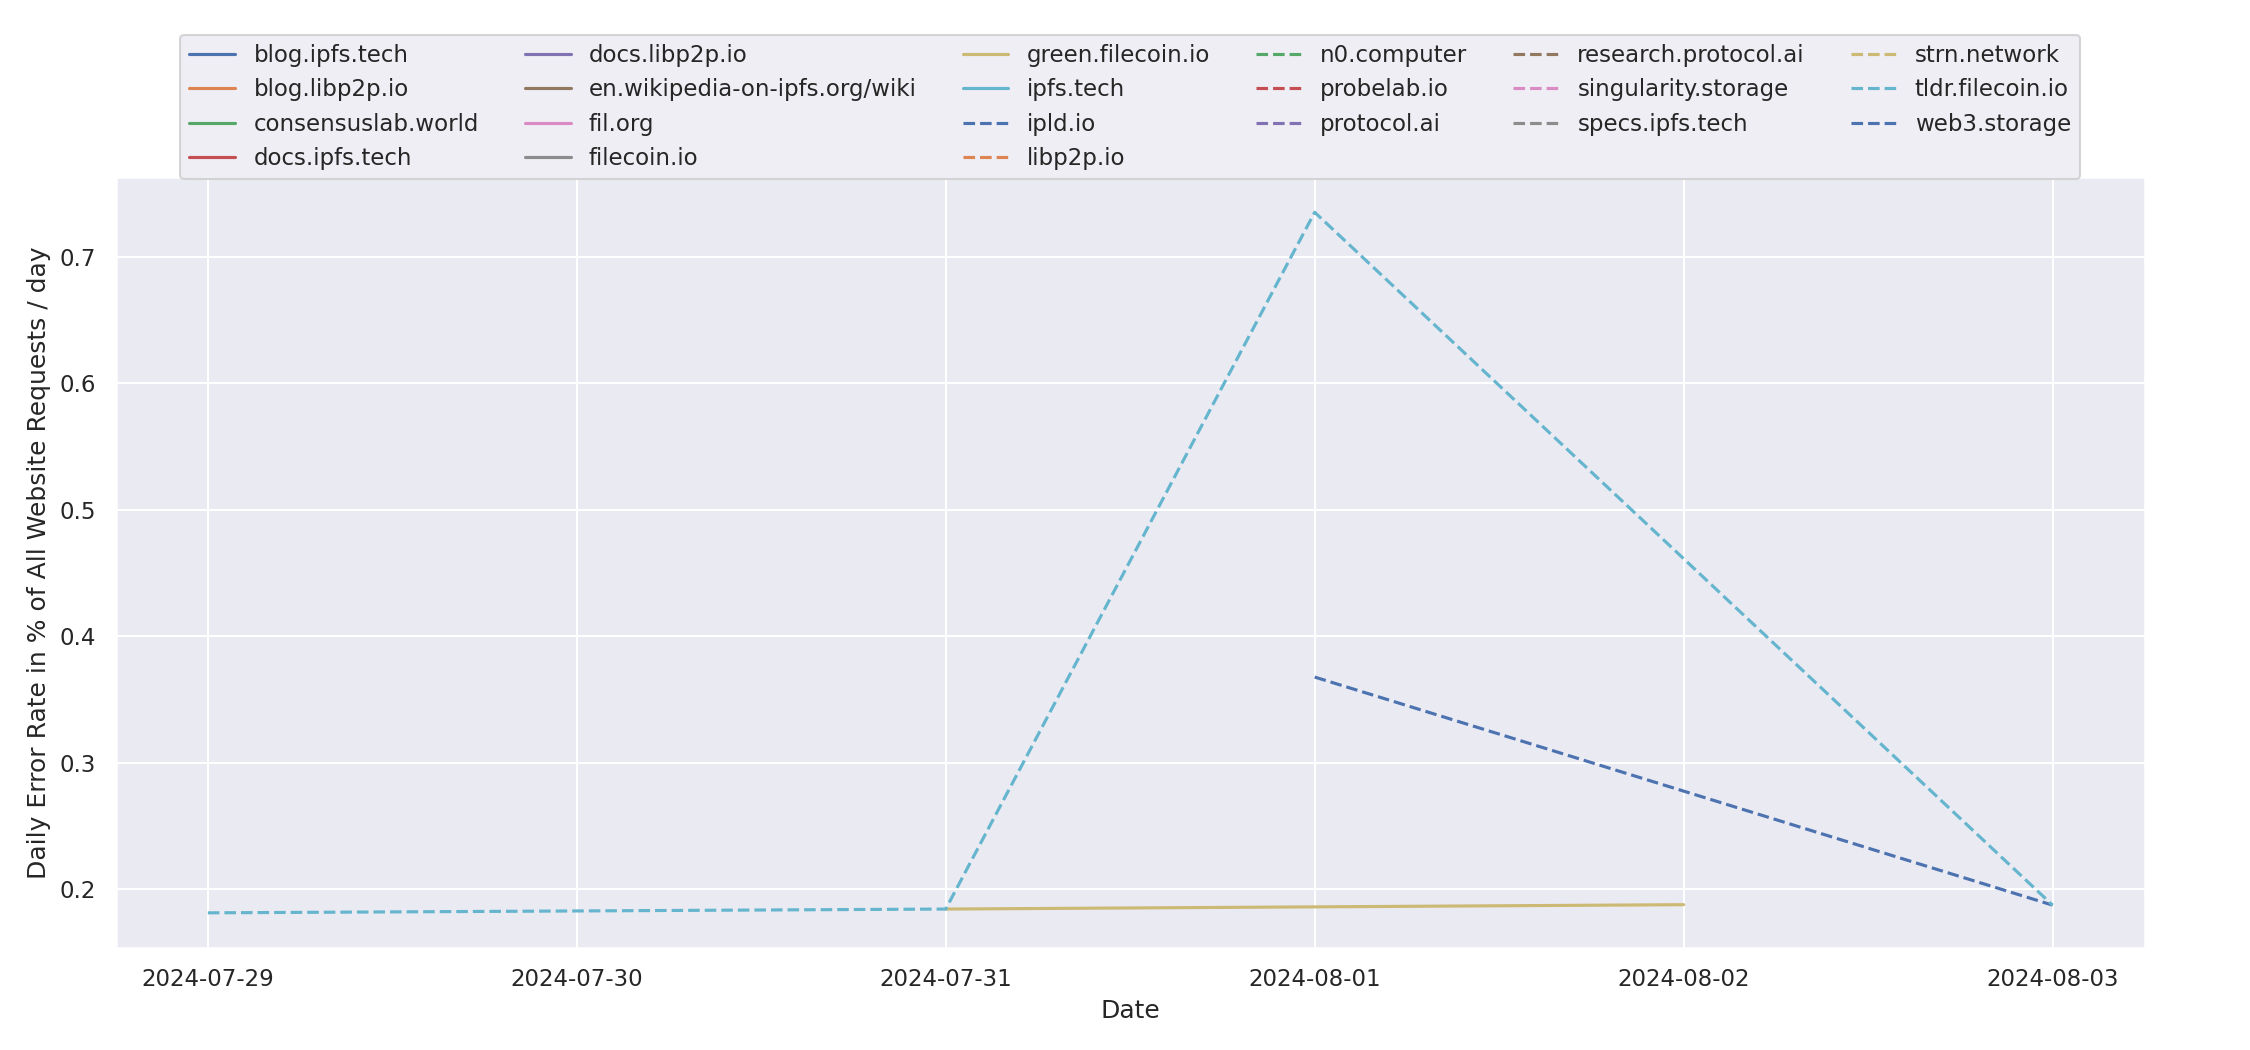 blog.ipfs.tech
blog.libp2p.io
consensuslab.world
docs.ipfs.tech
docs.libp2p.io
en.wikipedia-on-ipfs.org/wiki
fil.org
filecoin.io
green.filecoin.io
ipfs.tech
ipld.io
libp2p.io
n0.computer
probelab.io
protocol.ai
research.protocol.ai
singularity.storage
specs.ipfs.tech
strn.network
tldr.filecoin.io
web3.storage
Daily Error Rate in % of All Website Requests / day
0.7
0.6
0.5
0.4
0.3
0.2
2024-07-29
2024-07-30
2024-07-31
2024-08-01
2024-08-02
2024-08-03
Date